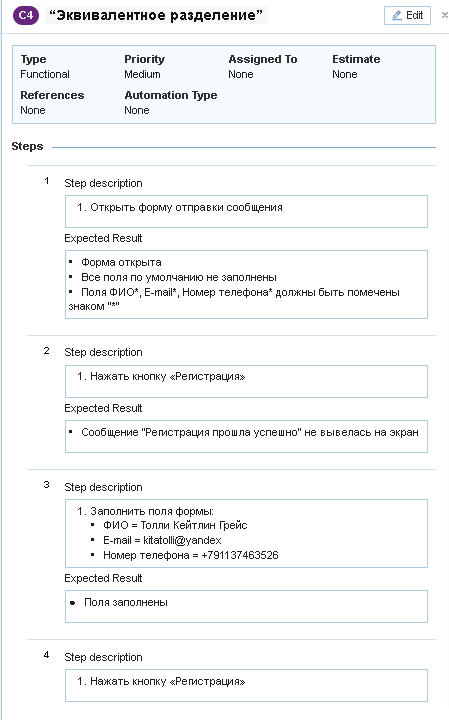 C4 “Эквивалентное разделение” Edit ×
Type Priority Assigned To Estimate
Functional Medium None None
References Automation Type
None None
Steps
1 Step description
1. Открыть форму отправки сообщения
Expected Result
• Форма открыта
• Все поля по умолчанию не заполнены
• Поля ФИО*, E-mail*, Номер телефона* должны быть помечены
знаком "*"
2 Step description
1. Нажать кнопку «Регистрация»
Expected Result
• Сообщение "Регистрация прошла успешно" не вывелась на экран
3 Step description
1. Заполнить поля формы:
• ФИО = Толли Кейтлин Грейс
• E-mail = kitatolli@yandex
• Номер телефона = +791137463526
Expected Result
• Поля заполнены
4 Step description
1. Нажать кнопку «Регистрация»